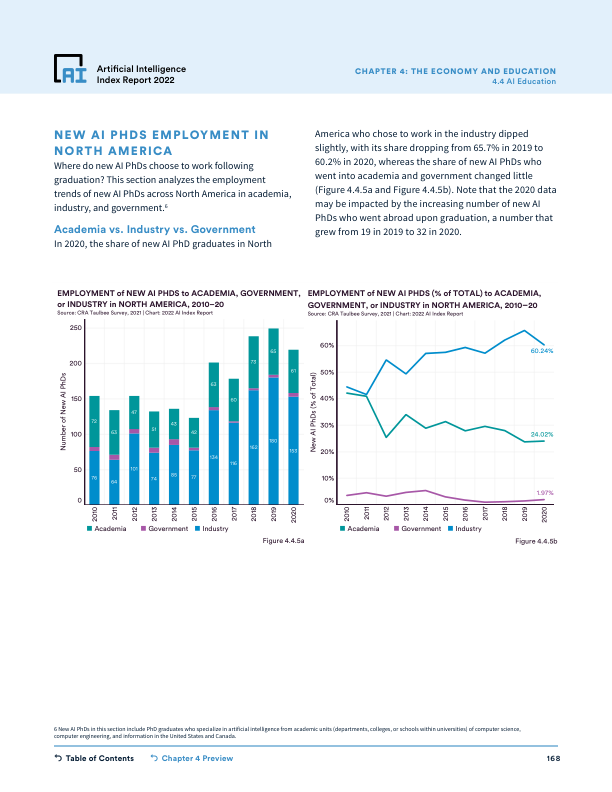 Artificial Intelligence
Index Report 2022
CHAPTER 4: THE ECONOMY AND EDUCATION
4.4 AI Education
NEW AI PHDS EMPLOYMENT IN
NORTH AMERICA
Where do new AI PhDs choose to work following
graduation? This section analyzes the employment
trends of new AI PhDs across North America in academia,
industry, and government.6
Academia vs. Industry vs. Government
In 2020, the share of new AI PhD graduates in North
America who chose to work in the industry dipped
slightly, with its share dropping from 65.7% in 2019 to
60.2% in 2020, whereas the share of new AI PhDs who
went into academia and government changed little
(Figure 4.4.5a and Figure 4.4.5b). Note that the 2020 data
may be impacted by the increasing number of new AI
PhDs who went abroad upon graduation, a number that
grew from 19 in 2019 to 32 in 2020.
EMPLOYMENT of NEW AI PHDS to ACADEMIA, GOVERNMENT,
or INDUSTRY in NORTH AMERICA, 2010–20
Source: CRA Taulbee Survey, 2021 | Chart: 2022 AI Index Report
Number of New AI PhDs
250
200
150
100
50
0
72 63 47 51 43 42 63 60 73 65 61
76 64 101 74 85 77 134 116 162 180 153
2010 2011 2012 2013 2014 2015 2016 2017 2018 2019 2020
Academia Government Industry
Figure 4.4.5a
EMPLOYMENT of NEW AI PHDS (% of TOTAL) to ACADEMIA,
GOVERNMENT, or INDUSTRY in NORTH AMERICA, 2010–20
Source: CRA Taulbee Survey, 2021 | Chart: 2022 AI Index Report
New AI PhDs (% of Total)
60%
50%
40%
30%
20%
10%
0%
60.24%
24.02%
1.97%
2010 2011 2012 2013 2014 2015 2016 2017 2018 2019 2020
Academia Government Industry
Figure 4.4.5b
6 New AI PhDs in this section include PhD graduates who specialize in artificial intelligence from academic units (departments, colleges, or schools within universities) of computer science,
computer engineering, and information in the United States and Canada.
Table of Contents Chapter 4 Preview 168